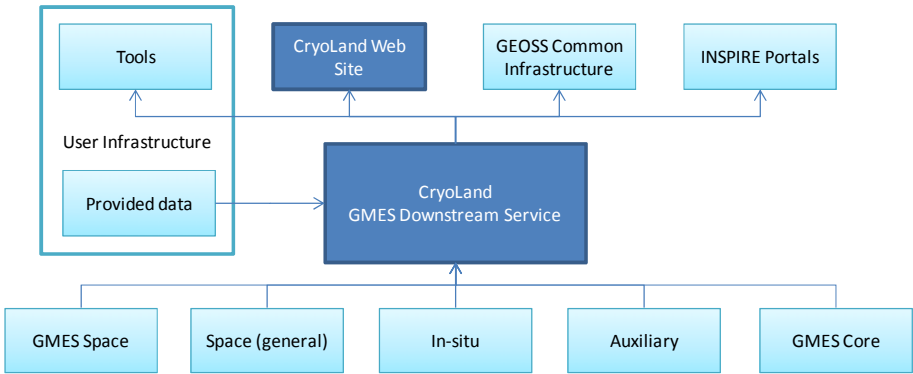 Tools
CryoLand Web
Site
GEOSS Common
Infrastructure
INSPIRE Portals
User Infrastructure
Provided data
CryoLand
GMES Downstream Service
GMES Space
Space (general)
In-situ
Auxiliary
GMES Core